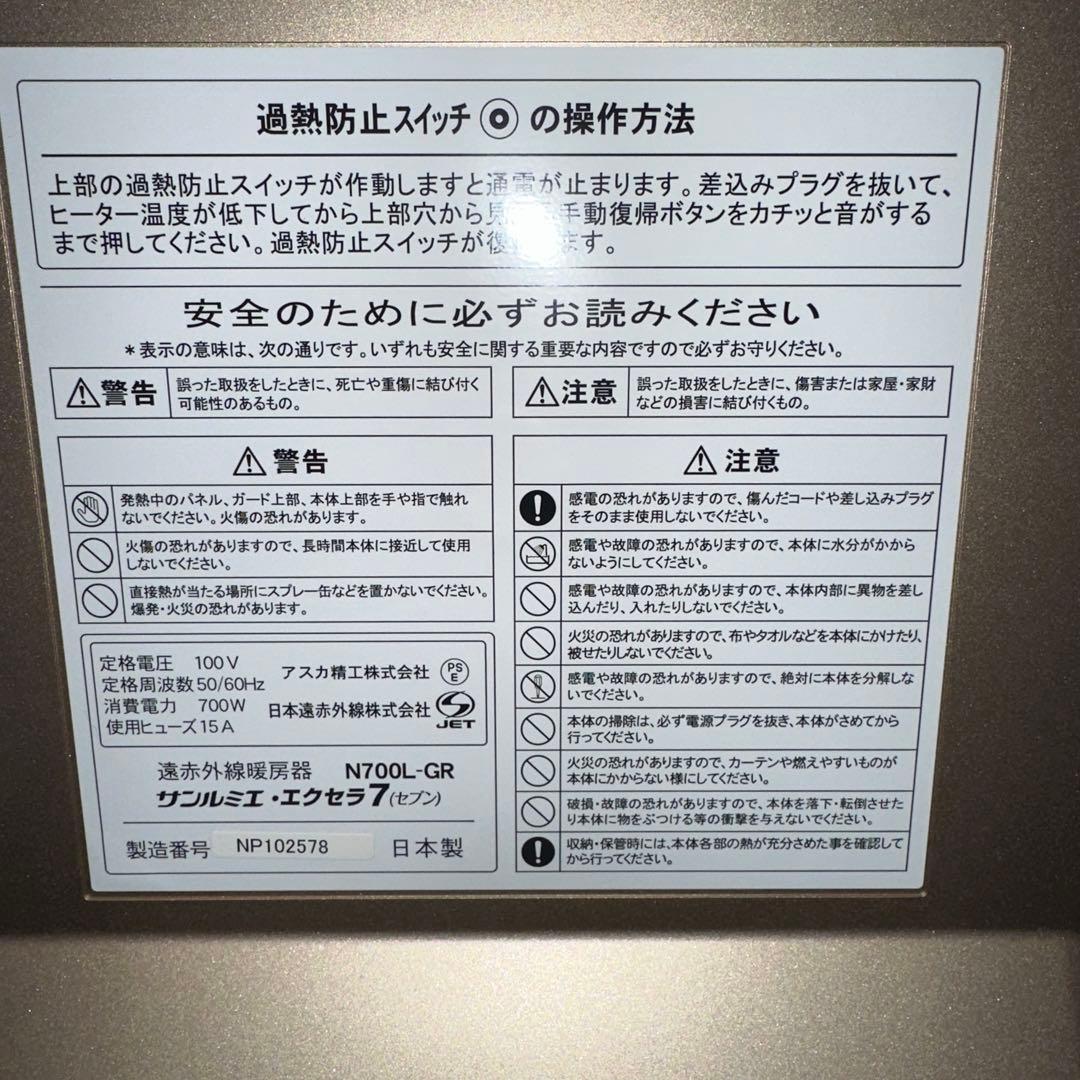 過熱防止スイッチ の操作方法
上部の過熱防止スイッチが作動しますと通電が止まります。差込みプラグを抜いて、
ヒーター温度が低下してから上部穴から見 手動復帰ボタンをカチッと音がする
まで押してください。過熱防止スイッチが復 ます。
安全のために必ずお読みください
*表示の意味は、次の通りです。いずれも安全に関する重要な内容ですので必ずお守りください。
警告
誤った取扱をしたときに、死亡や重傷に結び付く
可能性のあるもの。
注意
誤った取扱をしたときに、傷害または家屋・家財
などの損害に結び付くもの。
警告
発熱中のパネル、ガード上部、本体上部を手や指で触れ
ないでください。火傷の恐れがあります。
火傷の恐れがありますので、長時間本体に接近して使用
しないでください。
直接熱が当たる場所にスプレー缶などを置かないでください。
爆発・火災の恐れがあります。
定格電圧 100V
定格周波数 50/60Hz
消費電力 700W
使用ヒューズ 15A
アスカ精工株式会社 PSE
日本遠赤外線株式会社 JET
遠赤外線暖房器 N700L-GR
サンルミエ・エクセラ7(セブン)
製造番号 NP102578 日本製
注意
感電の恐れがありますので、傷んだコードや差し込みプラグ
をそのまま使用しないでください。
感電や故障の恐れがありますので、本体に水分がかから
ないようにしてください。
感電や故障の恐れがありますので、本体内部に異物を差し
込んだり、入れたりしないでください。
火災の恐れがありますので、布やタオルなどを本体にかけたり、
被せたりしないでください。
感電や故障の恐れがありますので、絶対に本体を分解しな
いでください。
本体の掃除は、必ず電源プラグを抜き、本体がさめてから
行ってください。
火災の恐れがありますので、カーテンや燃えやすいものが
本体にかからない様にしてください。
破損・故障の恐れがありますので、本体を落下・転倒させた
り本体に物をぶつける等の衝撃を与えないでください。
収納・保管時には、本体各部の熱が充分さめた事を確認して
から行ってください。